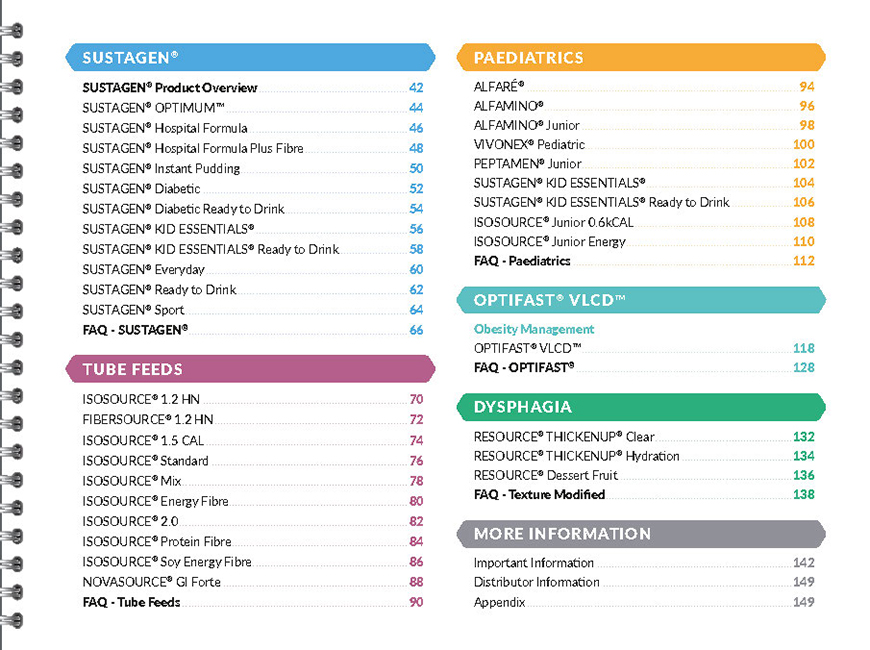 SUSTAGEN®
SUSTAGEN® Product Overview 42
SUSTAGEN® OPTIMUM™ 44
SUSTAGEN® Hospital Formula 46
SUSTAGEN® Hospital Formula Plus Fibre 48
SUSTAGEN® Instant Pudding 50
SUSTAGEN® Diabetic 52
SUSTAGEN® Diabetic Ready to Drink 54
SUSTAGEN® KID ESSENTIALS® 56
SUSTAGEN® KID ESSENTIALS® Ready to Drink 58
SUSTAGEN® Everyday 60
SUSTAGEN® Ready to Drink 62
SUSTAGEN® Sport 64
FAQ - SUSTAGEN® 66
TUBE FEEDS
ISOSOURCE® 1.2 HN 70
FIBERSOURCE® 1.2 HN 72
ISOSOURCE® 1.5 CAL 74
ISOSOURCE® Standard 76
ISOSOURCE® Mix 78
ISOSOURCE® Energy Fibre 80
ISOSOURCE® 2.0 82
ISOSOURCE® Protein Fibre 84
ISOSOURCE® Soy Energy Fibre 86
NOVASOURCE® GI Forte 88
FAQ - Tube Feeds 90
PAEDIATRICS
ALFARÉ® 94
ALFAMINO® 96
ALFAMINO® Junior 98
VIVONEX® Pediatric 100
PEPTAMEN® Junior 102
SUSTAGEN® KID ESSENTIALS® 104
SUSTAGEN® KID ESSENTIALS® Ready to Drink 106
ISOSOURCE® Junior 0.6kCAL 108
ISOSOURCE® Junior Energy 110
FAQ - Paediatrics 112
OPTIFAST® VLCD™
Obesity Management
OPTIFAST® VLCD™ 118
FAQ - OPTIFAST® 128
DYSPHAGIA
RESOURCE® THICKENUP® Clear 132
RESOURCE® THICKENUP® Hydration 134
RESOURCE® Dessert Fruit 136
FAQ - Texture Modified 138
MORE INFORMATION
Important Information 142
Distributor Information 149
Appendix 149